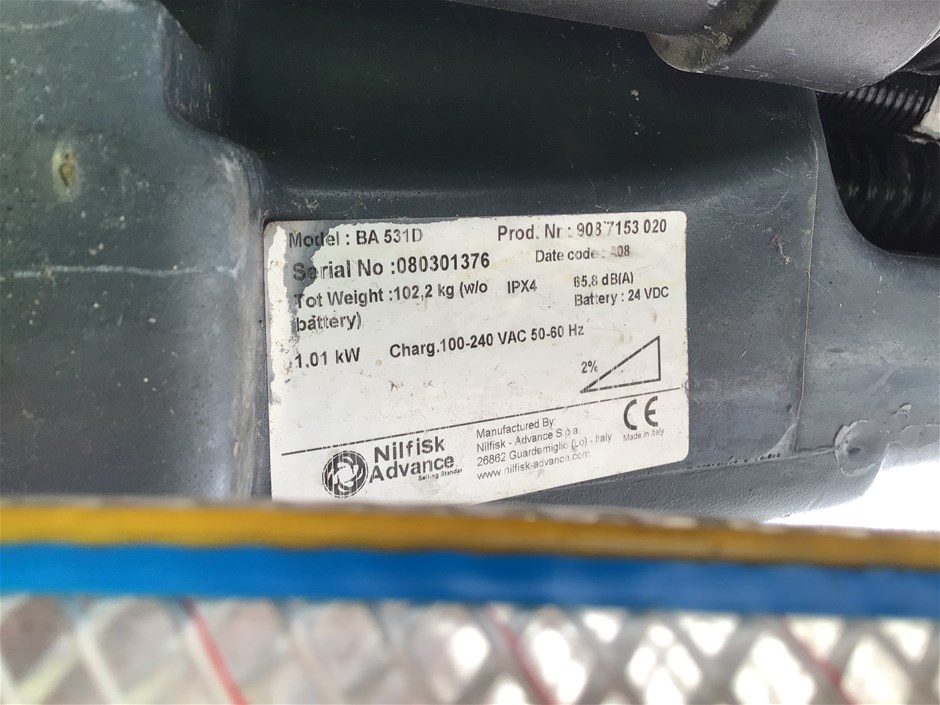 Model : BA 531D
Prod. Nr : 9087153 020
Serial No :080301376
Date code :
Tot Weight :102,2 kg (w/o battery)
IPX4
65,8 dB(A)
Battery : 24 VDC
1.01 kW
Charg.100-240 VAC 50-60 Hz
2%
Nilfisk
Advance
Setting Standards
Manufactured By:
Nilfisk - Advance S.p.a.
26862 Guardamiglio (Lo) - Italy
www.nilfisk-advance.com
CE
Made in Italy